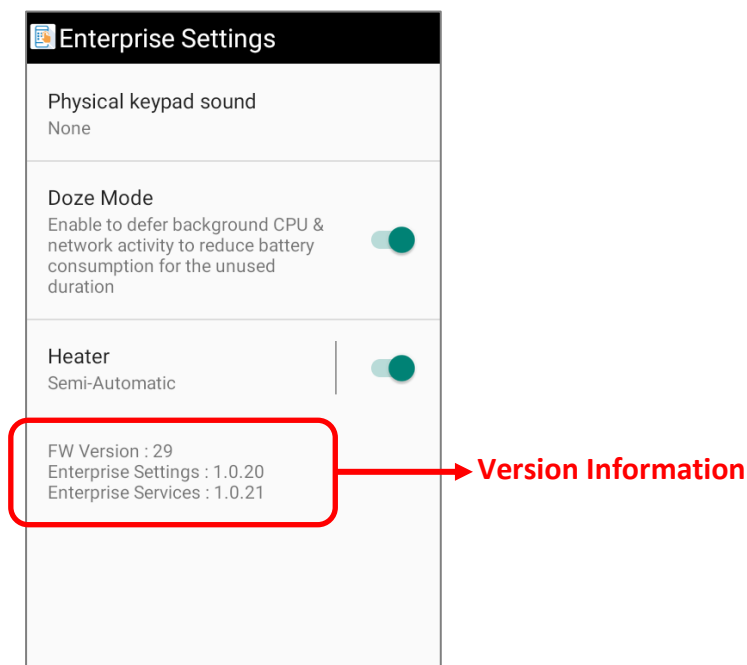 Enterprise Settings
Physical keypad sound
None
Doze Mode
Enable to defer background CPU &
network activity to reduce battery
consumption for the unused
duration
Heater
Semi-Automatic
FW Version : 29
Enterprise Settings : 1.0.20
Enterprise Services : 1.0.21
Version Information